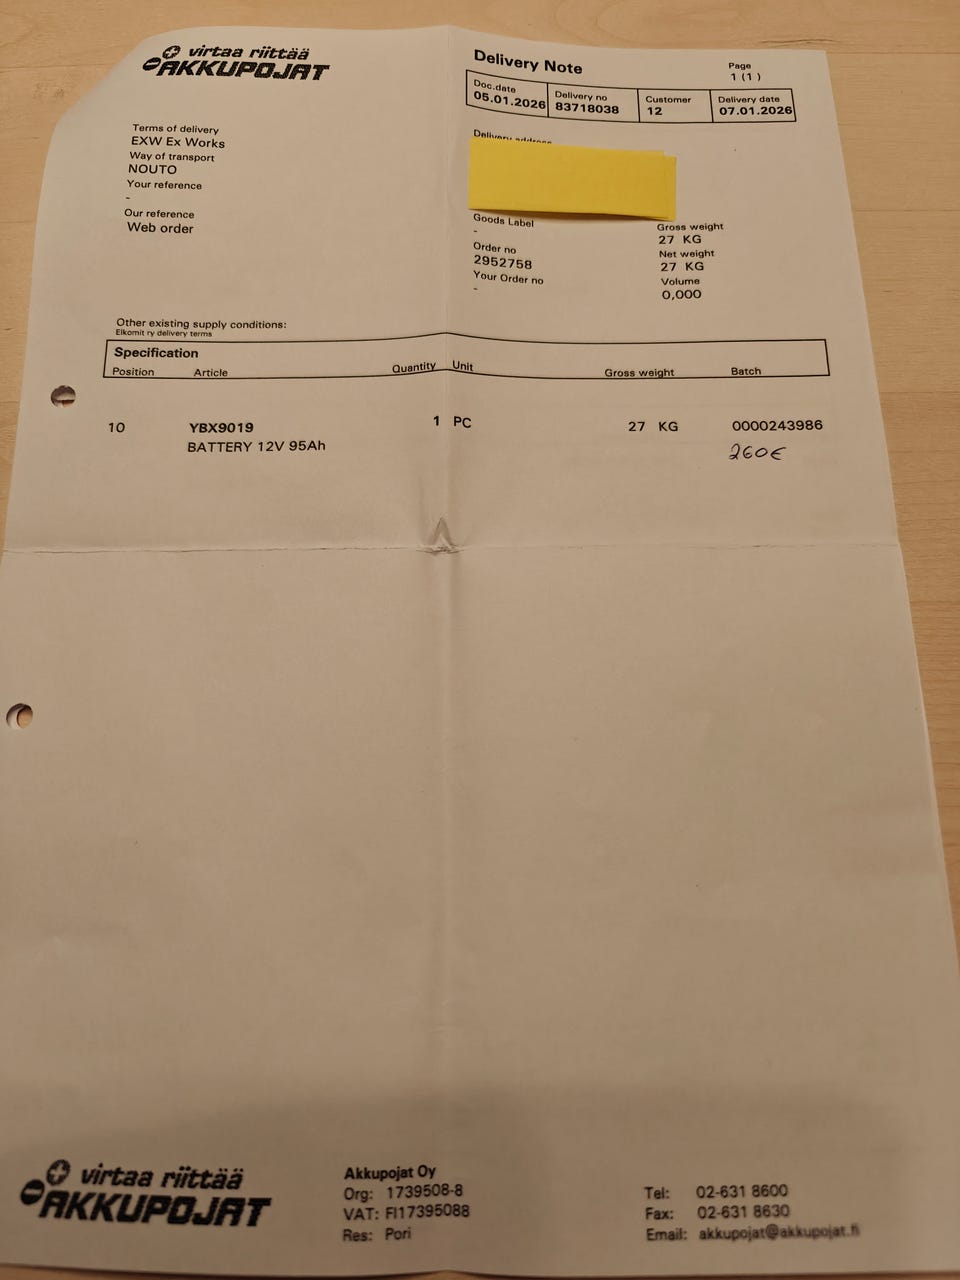 virtaa riittää
AKKUPOJAT
Delivery Note
Page
1 (1)
Doc.date
05.01.2026
Delivery no
83718038
Customer
12
Delivery date
07.01.2026
Terms of delivery
EXW Ex Works
Way of transport
NOUTO
Your reference
-
Our reference
Web order
Delivery address
Goods Label
-
Order no
2952758
Your Order no
-
Gross weight
27 KG
Net weight
27 KG
Volume
0,000
Other existing supply conditions:
Elkomit ry delivery terms
Specification
Position Article Quantity Unit Gross weight Batch
10 YBX9019 1 PC 27 KG 0000243986
BATTERY 12V 95Ah 260€
virtaa riittää
AKKUPOJAT
Akkupojat Oy
Org: 1739508-8
VAT: FI17395088
Res: Pori
Tel: 02-631 8600
Fax: 02-631 8630
Email: akkupojat@akkupojat.fi